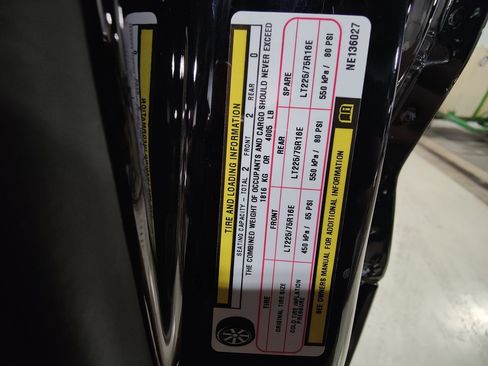 TIRE AND LOADING INFORMATION
SEATING CAPACITY - TOTAL 2 FRONT 2 REAR 0
THE COMBINED WEIGHT OF OCCUPANTS AND CARGO SHOULD NEVER EXCEED
1816 KG OR 4005 LB
TIRE FRONT REAR SPARE
ORIGINAL TIRE SIZE LT225/75R16E LT225/75R16E LT225/75R16E
COLD TIRE INFLATION PRESSURE 450 kPa/ 65 PSI 550 kPa/ 80 PSI 550 kPa/ 80 PSI
SEE OWNERS MANUAL FOR ADDITIONAL INFORMATION
NE136027